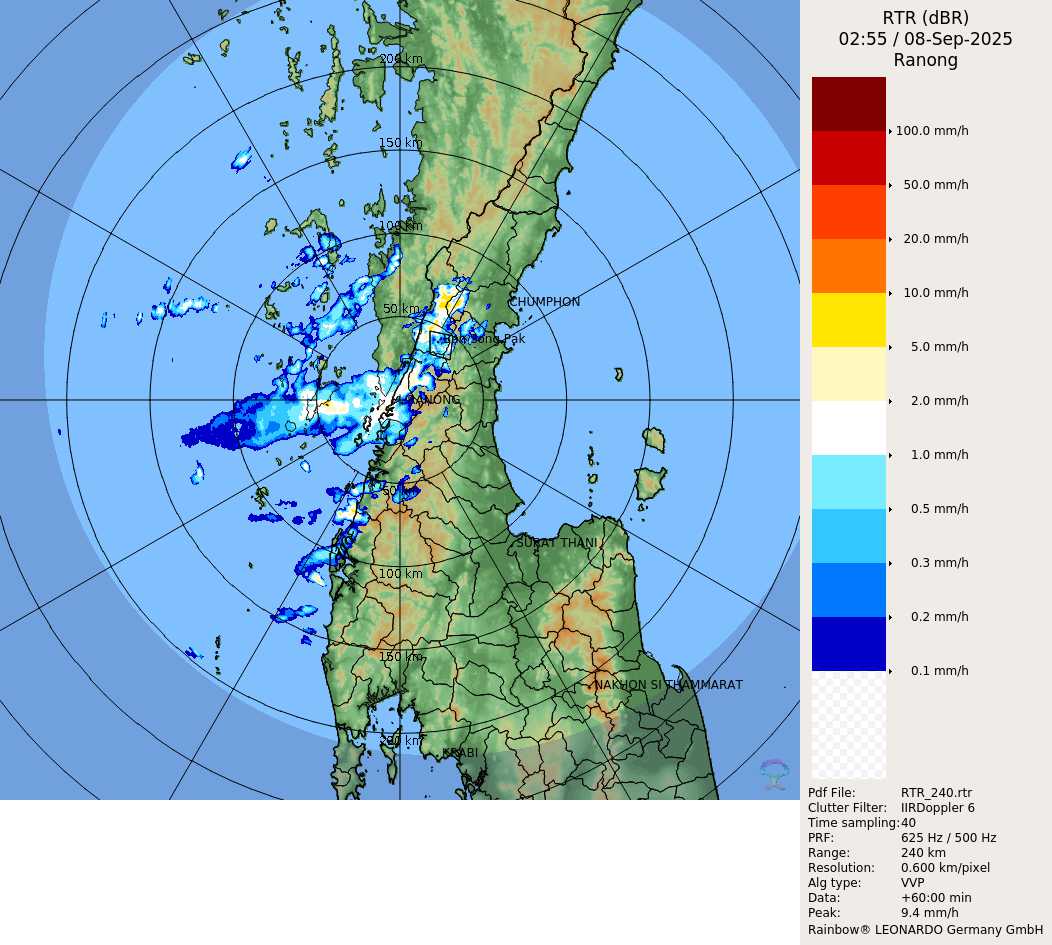 RTR (dBR)
02:55 / 08-Sep-2025
Ranong
200 km
150 km
100 km
50 km
CHUMPHON
RANONG
50
SURAT THANI
100 km
150 km
NAKHON SI THAMMARAT
200 km
KRABI
100.0 mm/h
50.0 mm/h
20.0 mm/h
10.0 mm/h
5.0 mm/h
2.0 mm/h
1.0 mm/h
0.5 mm/h
0.3 mm/h
0.2 mm/h
0.1 mm/h
Pdf File: RTR_240.rtr
Clutter Filter: IIRDoppler 6
Time sampling:40
PRF: 625 Hz / 500 Hz
Range: 240 km
Resolution: 0.600 km/pixel
Alg type: VVP
Data: +60:00 min
Peak: 9.4 mm/h
Rainbow® LEONARDO Germany GmbH